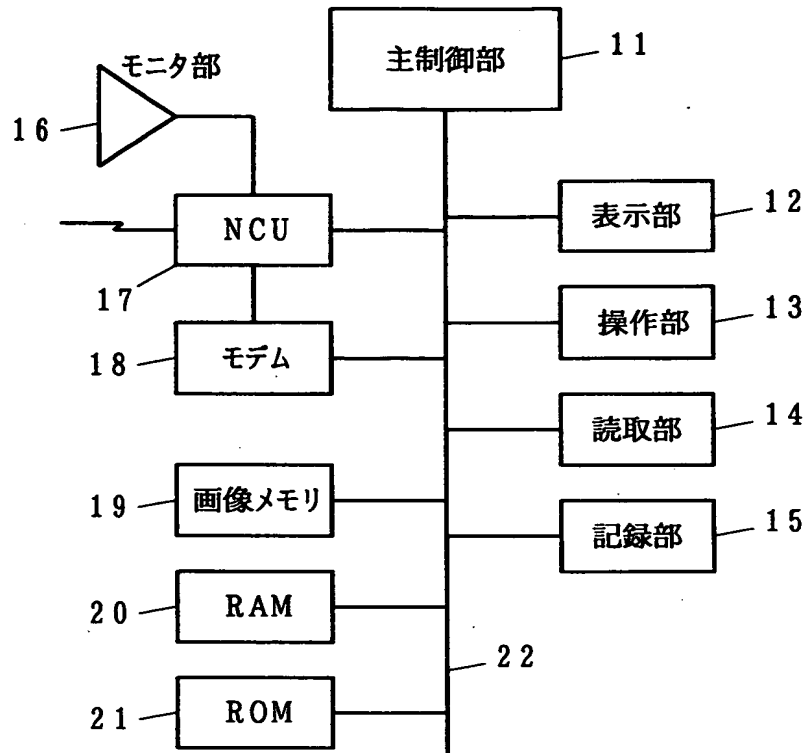 主制御部
11
モニタ部
16
表示部
12
NCU
17
操作部
13
モデム
18
読取部
14
画像メモリ
19
記録部
15
RAM
20
22
ROM
21